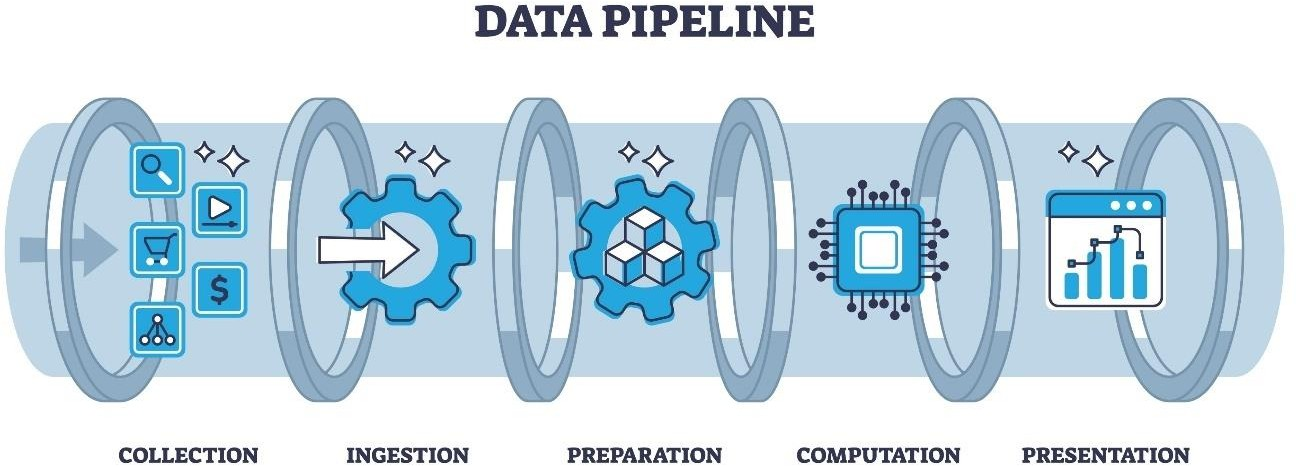 DATA PIPELINE
$
COLLECTION
INGESTION
PREPARATION
COMPUTATION
PRESENTATION